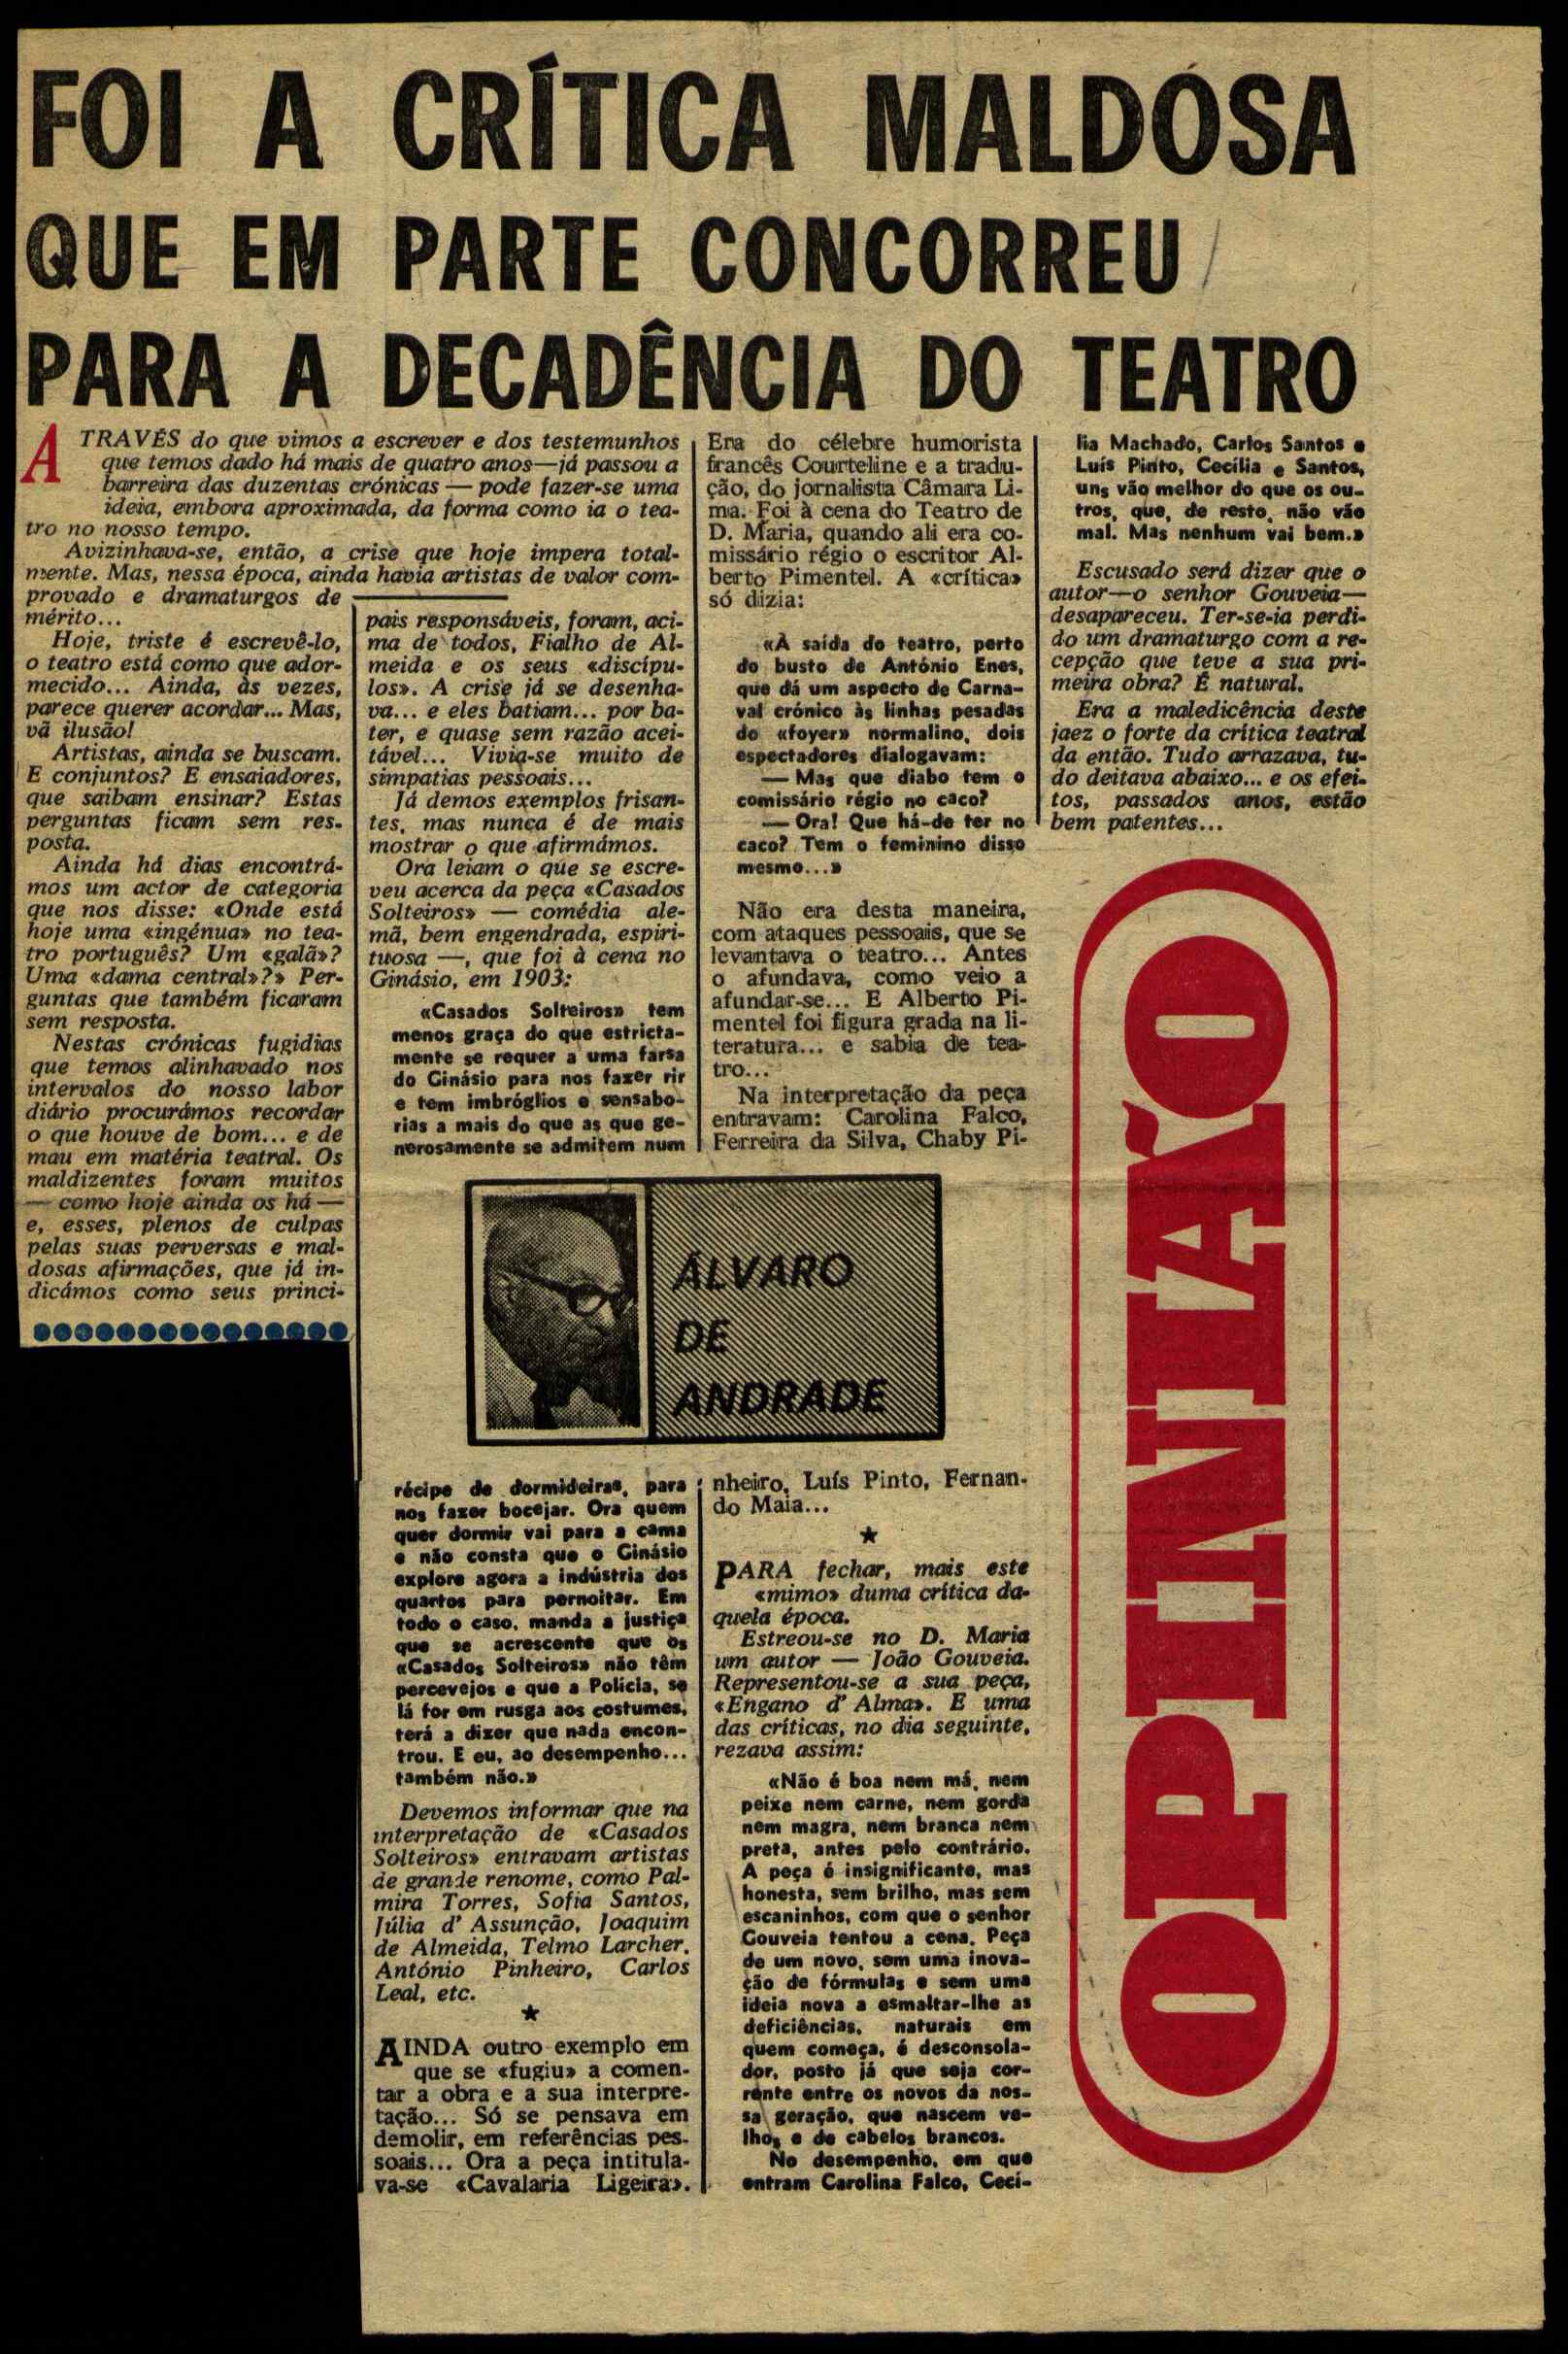 FOI A CRÍTICA MALDOSA
QUE EM PARTE CONCORREU
PARA A DECADÊNCIA DO TEATRO
ATRAVÉS do que vimos a escrever e dos testemunhos
que temos dado há mais de quatro anos—já passou a
barreira das duzentas crónicas — pode fazer-se uma
ideia, embora aproximada, da forma como ia o tea-
tro no nosso tempo.
Avizinhava-se, então, a crise que hoje impera total-
mente. Mas, nessa época, ainda havia artistas de valor com-
provado e dramaturgos de
mérito...
Hoje, triste é escrevê-lo,
o teatro está como que ador-
mecido... Ainda, às vezes,
parece querer acordar... Mas,
vã ilusão!
Artistas, ainda se buscam.
E conjuntos? E ensaiadores,
que saibam ensinar? Estas
perguntas ficam sem res-
posta.
Ainda há dias encontrá-
mos um actor de categoria
que nos disse: «Onde está
hoje uma «ingénua» no tea-
tro português? Um «galã»?
Uma «dama central»?» Per-
guntas que também ficaram
sem resposta.
Nestas crónicas fugidias
que temos alinhavado nos
intervalos do nosso labor
diário procurámos recordar
o que houve de bom... e de
mau em matéria teatral. Os
maldizentes foram muitos
— como hoje ainda os há —
e, esses, plenos de culpas
pelas suas perversas e mal-
dosas afirmações, que já in-
dicámos como seus princi-
pais responsáveis, foram, aci-
ma de todos, Fialho de Al-
meida e os seus «discípu-
los». A crise já se desenha-
va... e eles batiam... por ba-
ter, e quase sem razão acei-
tável... Vivia-se muito de
simpatias pessoais...
Já demos exemplos frisan-
tes, mas nunca é de mais
mostrar o que afirmámos.
Ora leiam o que se escre-
veu acerca da peça «Casados
Solteiros» — comédia ale-
mã, bem engendrada, espiri-
tuosa —, que foi à cena no
Ginásio, em 1903:
«Casados Solteiros» tem
menos graça do que estricta-
mente se requer a uma farsa
do Ginásio para nos fazer rir
e tem imbróglios e sensabo-
rias a mais do que as que ge-
nerosamente se admitem num
ÁLVARO
DE
ANDRADE
récipe de dormideiras, para
nos fazer bocejar. Ora quem
quer dormir vai para a cama
e não consta que o Ginásio
explore agora a indústria dos
quartos para pernoitar. Em
todo o caso, manda a justiça
que se acrescente que os
«Casados Solteiros» não têm
percevejos e que a Polícia, se
lá for em rusga aos costumes,
terá a dizer que nada encon-
trou. E eu, ao desempenho...
também não.»
Devemos informar que na
interpretação de «Casados
Solteiros» entravam artistas
de grande renome, como Pal-
mira Torres, Sofia Santos,
Júlia d' Assunção, Joaquim
de Almeida, Telmo Larcher,
António Pinheiro, Carlos
Leal, etc.
★
AINDA outro exemplo em
que se «fugiu» a comen-
tar a obra e a sua interpre-
tação... Só se pensava em
demolir, em referências pes-
soais... Ora a peça intitula-
va-se «Cavalaria Ligeira».
Era do célebre humorista
francês Courteline e a tradu-
ção, do jornalista Câmara Li-
ma. Foi à cena do Teatro de
D. Maria, quando ali era co-
missário régio o escritor Al-
berto Pimentel. A «crítica»
só dizia:
«À saída do teatro, perto
do busto de António Enes,
que dá um aspecto de Carna-
val crónico às linhas pesadas
do «foyer» normalino, dois
espectadores dialogavam:
— Mas que diabo tem o
comissário régio no caco?
— Ora! Que há-de ter no
caco? Tem o feminino disso
mesmo...»
Não era desta maneira,
com ataques pessoais, que se
levantava o teatro... Antes
o afundava, como veio a
afundar-se... E Alberto Pi-
mentel foi figura grada na li-
teratura... e sabia de tea-
tro...
Na interpretação da peça
entravam: Carolina Falco,
Ferreira da Silva, Chaby Pi-
nheiro, Luís Pinto, Fernan-
do Maia...
★
PARA fechar, mais este
«mimo» duma crítica da-
quela época.
Estreou-se no D. Maria
um autor — João Gouveia.
Representou-se a sua peça,
«Engano d' Alma». E uma
das críticas, no dia seguinte,
rezava assim:
«Não é boa nem má, nem
peixe nem carne, nem gorda
nem magra, nem branca nem
preta, antes pelo contrário.
A peça é insignificante, mas
honesta, sem brilho, mas sem
escaninhos, com que o senhor
Gouveia tentou a cena. Peça
de um novo, sem uma inova-
ção de fórmulas e sem uma
ideia nova a esmaltar-lhe as
deficiências, naturais em
quem começa, é desconsola-
dor, posto já que seja cor-
rente entre os novos da nos-
sa geração, que nascem ve-
lhos e de cabelos brancos.
No desempenho, em que
entram Carolina Falco, Cecí-
lia Machado, Carlos Santos e
Luís Pinto, Cecília e Santos,
uns vão melhor do que os ou-
tros, que, de resto, não vão
mal. Mas nenhum vai bem.»
Escusado será dizer que o
autor—o senhor Gouveia—
desapareceu. Ter-se-ia perdi-
do um dramaturgo com a re-
cepção que teve a sua pri-
meira obra? É natural.
Era a maledicência deste
jaez o forte da crítica teatral
da então. Tudo arrazava, tu-
do deitava abaixo... e os efei-
tos, passados anos, estão
bem patentes...
OPINIÃO